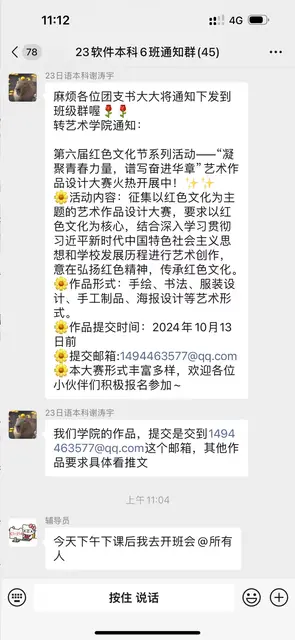 11:12
4G
78
23软件本科6班通知群(45)
23日语本科谢涛宇
麻烦各位团支书大大将通知下发到
班级群喔🌹🌹
转艺术学院通知：
第六届红色文化节系列活动——“凝
聚青春力量，谱写奋进华章”艺术作
品设计大赛火热开展中！✨✨
🌼活动内容：征集以红色文化为主
题的艺术作品设计大赛，要求以红
色文化为核心，结合深入学习贯彻
习近平新时代中国特色社会主义思
想和学校发展历程进行艺术创作，
意在弘扬红色精神，传承红色文化。
🌼作品形式：手绘、书法、服装设
计、手工制品、海报设计等艺术形
式。
🌼作品提交时间：2024年10月13
日前
🌼提交邮箱:1494463577@qq.com
🌼本大赛形式丰富多样，欢迎各位
小伙伴们积极报名参加~
23日语本科谢涛宇
我们学院的作品，提交是交到1494
463577@qq.com这个邮箱，其他作
品要求具体看推文
上午 11:04
辅导员
今天下午下课后我去开班会@所有
人
按住 说话